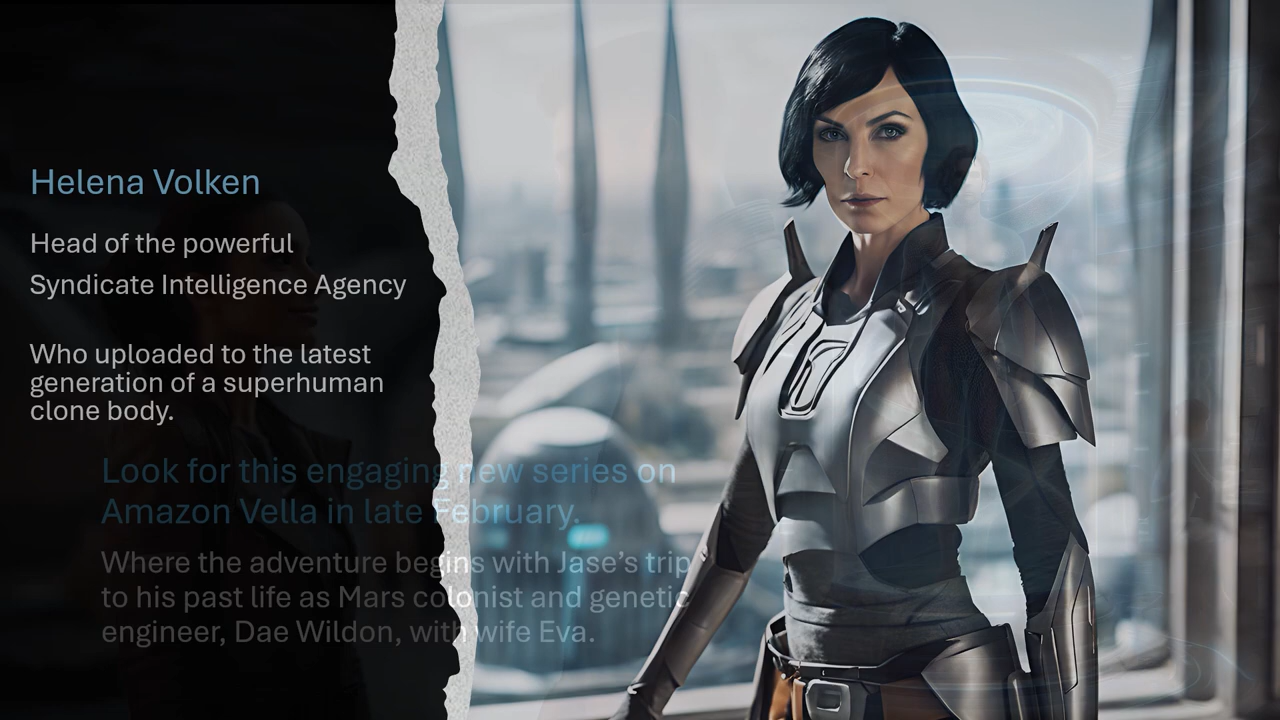 Helena Volken
Head of the powerful
Syndicate Intelligence Agency
Who uploaded to the latest
generation of a superhuman
clone body.
Look for this engaging new series on
Amazon Vella in late February.
Where the adventure begins with Jase’s trip
to his past life as Mars colonist and genetic
engineer, Dae Wildon, with wife Eva.